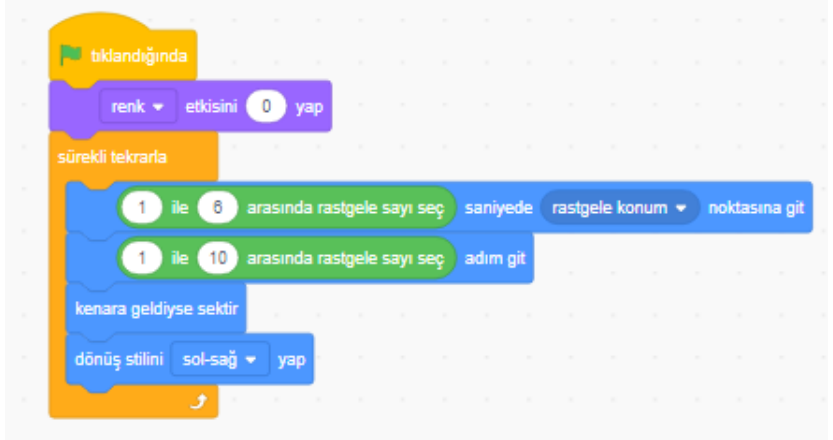 tıklandığında
renk etkisini 0 yap
sürekli tekrarla
1 ile 6 arasında rastgele sayı seç saniyede rastgele konum noktasına git
1 ile 10 arasında rastgele sayı seç adım git
kenara geldiyse sektir
dönüş stilini sol-sağ yap